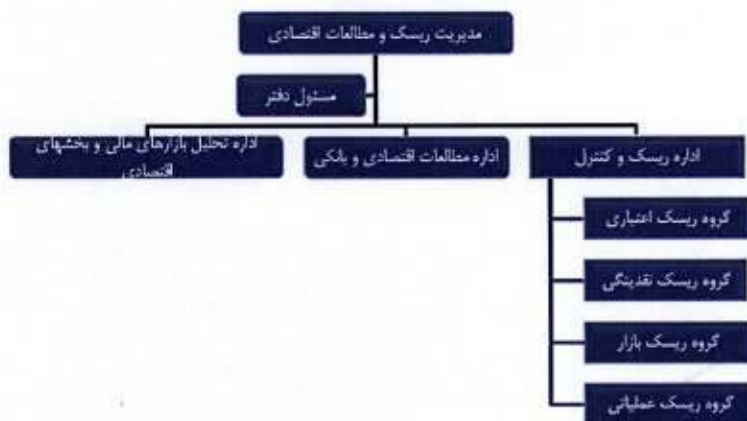 مدیریت ریسک و مطالعات اقتصادی
مسئول دفتر
اداره ریسک و کنترل
اداره مطالعات اقتصادی و بانکی
اداره تحلیل بازارهای مالی و بخشهای
اقتصادی
گروه ریسک اعتباری
گروه ریسک نقدینگی
گروه ریسک بازار
گروه ریسک عملیاتی